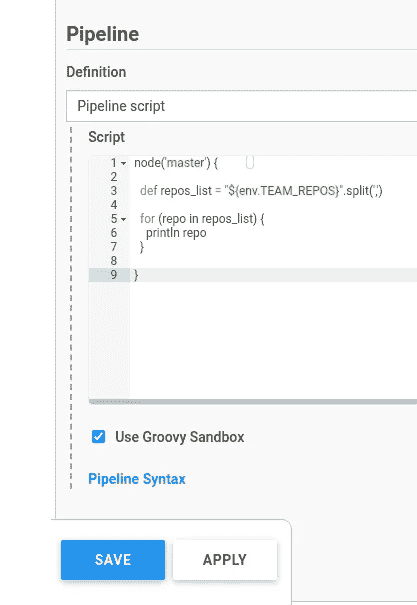 Pipeline
Definition
Pipeline script
Script
1 node('master') {
2
3 def repos_list = "${env.TEAM_REPOS}".split(',')
4
5 for (repo in repos_list) {
6 println repo
7 }
8
9 }
Use Groovy Sandbox
Pipeline Syntax
SAVE APPLY